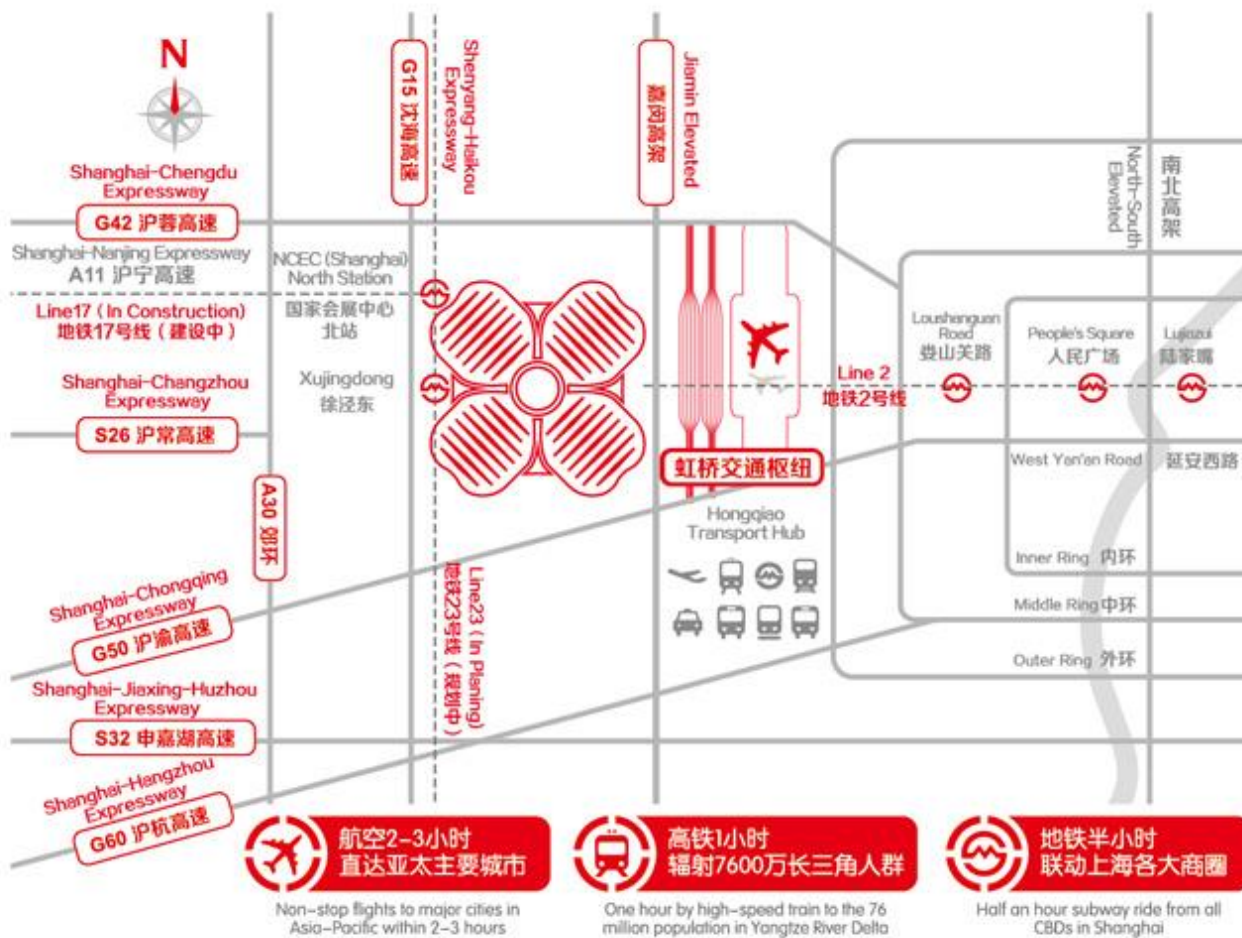 N
G15 沈海高速
Shenyang-Haikou
Expressway
嘉闵高架
Jiamin Elevated
North-South
Elevated
南北高架
Shanghai-Chengdu
Expressway
G42 沪蓉高速
Shanghai-Nanjing Expressway
A11 沪宁高速
NCEC (Shanghai)
North Station
国家会展中心
北站
Line17 (In Construction)
地铁17号线 (建设中)
Shanghai-Changzhou
Expressway
S26 沪常高速
Xujingdong
徐泾东
Line 2
地铁2号线
Loushanguan
Road
娄山关路
People's Square
人民广场
Lujiazui
陆家嘴
虹桥交通枢纽
Hongqiao
Transport Hub
West Yan'an Road 延安西路
A30 郊环
Inner Ring 内环
Middle Ring 中环
Outer Ring 外环
Shanghai-Chongqing
Expressway
G50 沪渝高速
Line23 (In Planing)
地铁23号线 (规划中)
Shanghai-Jiaxing-Huzhou
Expressway
S32 申嘉湖高速
Shanghai-Hangzhou
Expressway
G60 沪杭高速
航空2-3小时
直达亚太主要城市
Non-stop flights to major cities in
Asia-Pacific within 2-3 hours
高铁1小时
辐射7600万长三角人群
One hour by high-speed train to the 76
million population in Yangtze River Delta
地铁半小时
联动上海各大商圈
Half an hour subway ride from all
CBDs in Shanghai